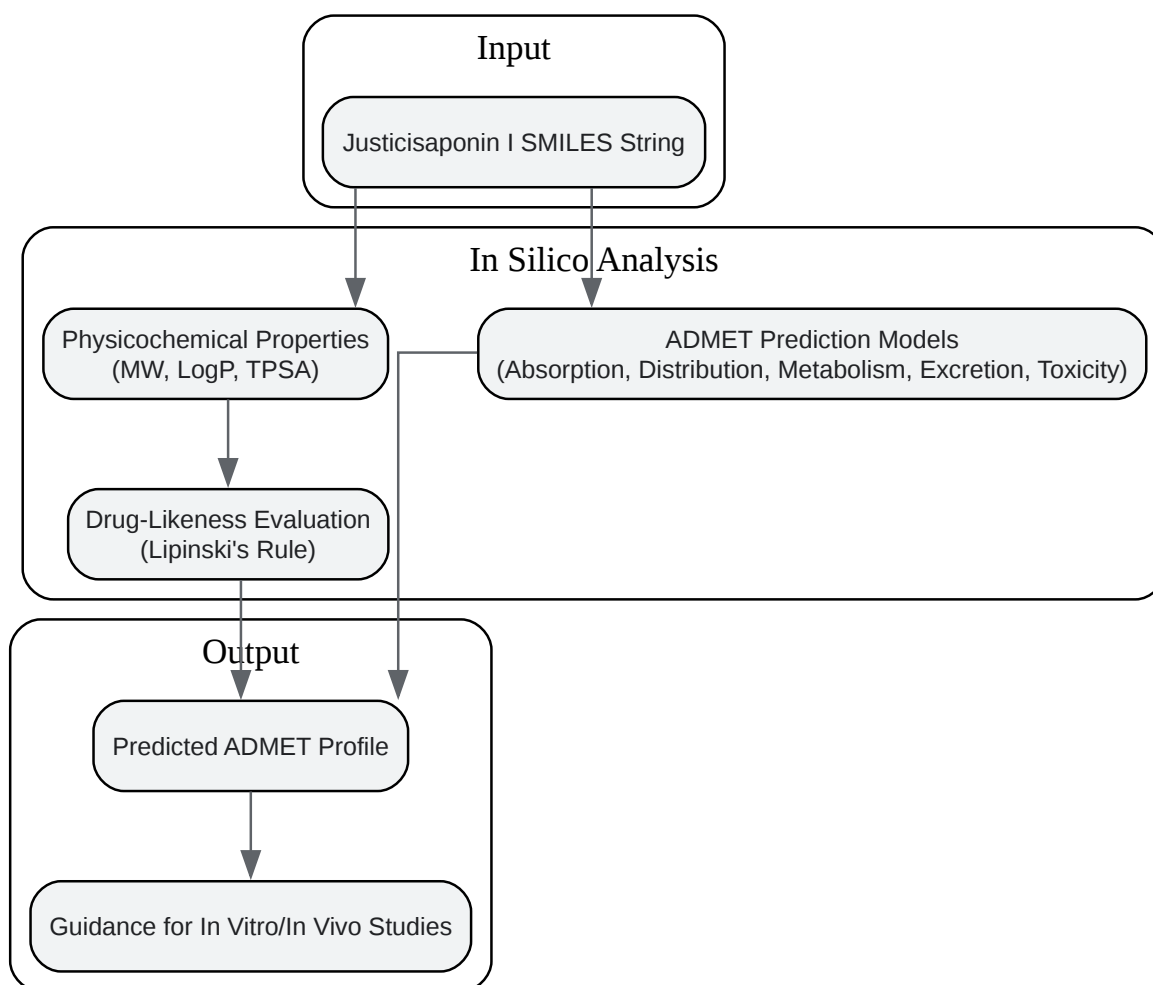 Input
Justicisaponin I SMILES String
In Silico Analysis
Physicochemical Properties
(MW, LogP, TPSA)
ADMET Prediction Models
(Absorption, Distribution, Metabolism, Excretion, Toxicity)
Drug-Likeness Evaluation
(Lipinski's Rule)
Output
Predicted ADMET Profile
Guidance for In Vitro/In Vivo Studies